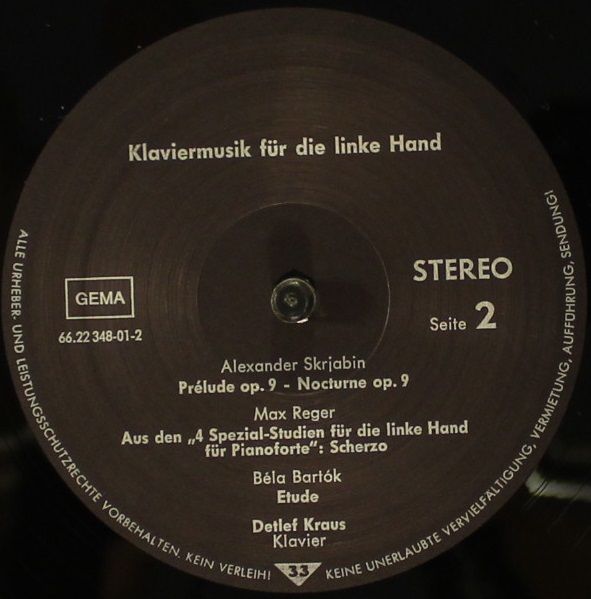 Klaviermusik für die linke Hand
STEREO
Seite 2
GEMA
66.22 348-01-2
Alexander Skrjabin
Prélude op. 9 - Nocturne op. 9
Max Reger
Aus den „4 Spezial-Studien für die linke Hand
für Pianoforte“: Scherzo
Béla Bartók
Etude
Detlef Kraus
Klavier
33
ALLE URHEBER- UND LEISTUNGSSCHUTZRECHTE VORBEHALTEN. KEIN VERLEIH! KEINE UNERLAUBTE VERVIELFÄLTIGUNG, VERMIETUNG, AUFFÜHRUNG, SENDUNG!